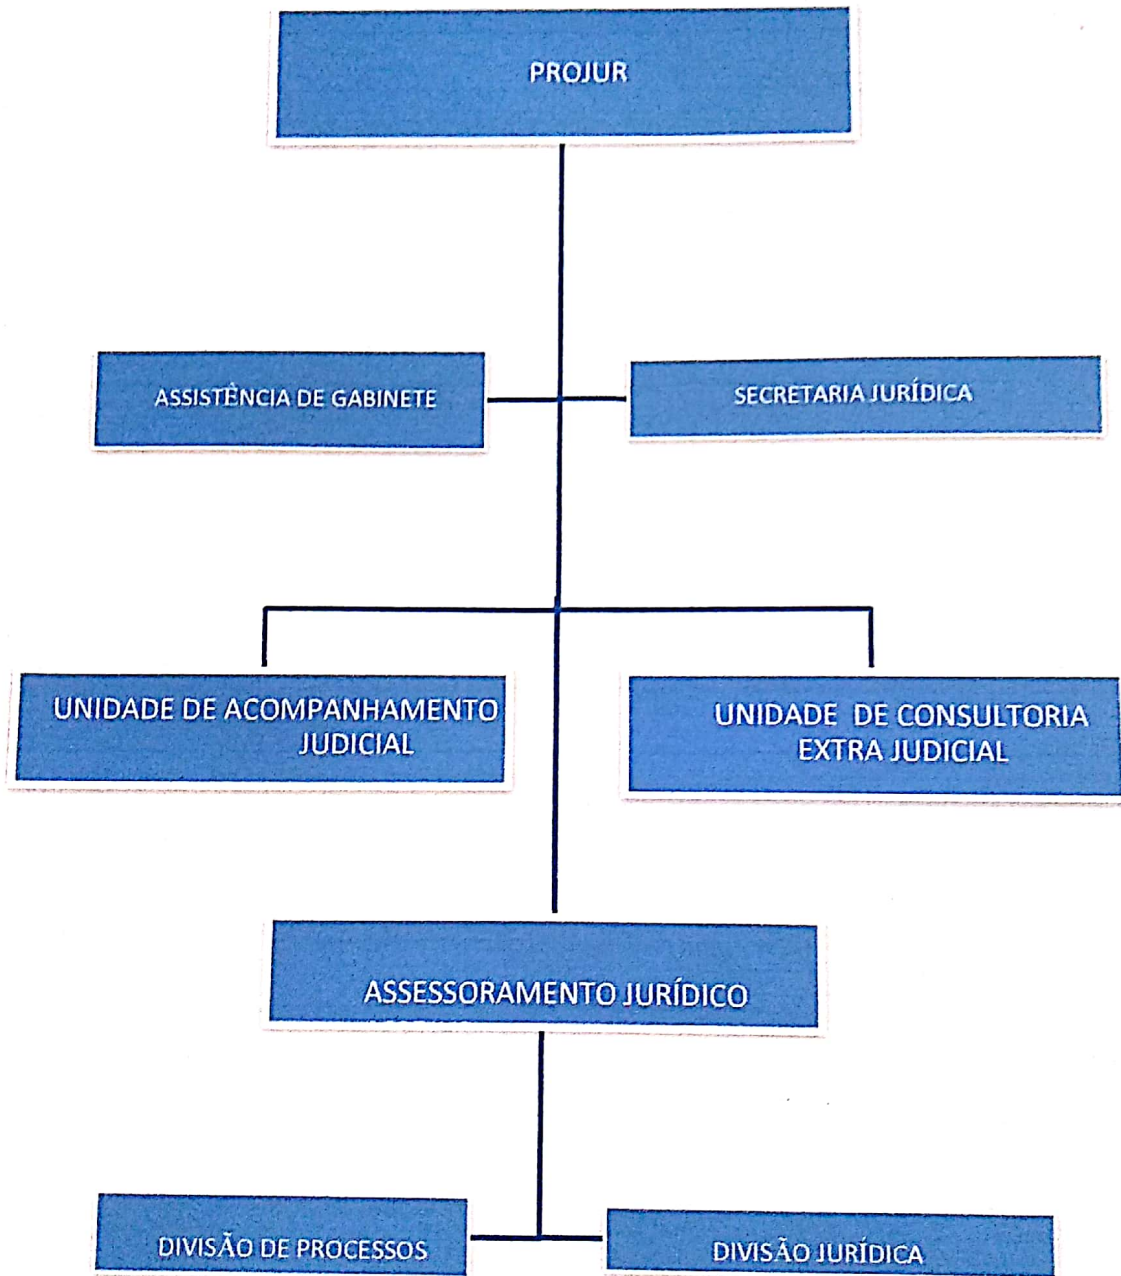 PROJUR
ASSISTÊNCIA DE GABINETE
SECRETARIA JURÍDICA
UNIDADE DE ACOMPANHAMENTO
JUDICIAL
UNIDADE DE CONSULTORIA
EXTRA JUDICIAL
ASSESSORAMENTO JURÍDICO
DIVISÃO DE PROCESSOS
DIVISÃO JURÍDICA